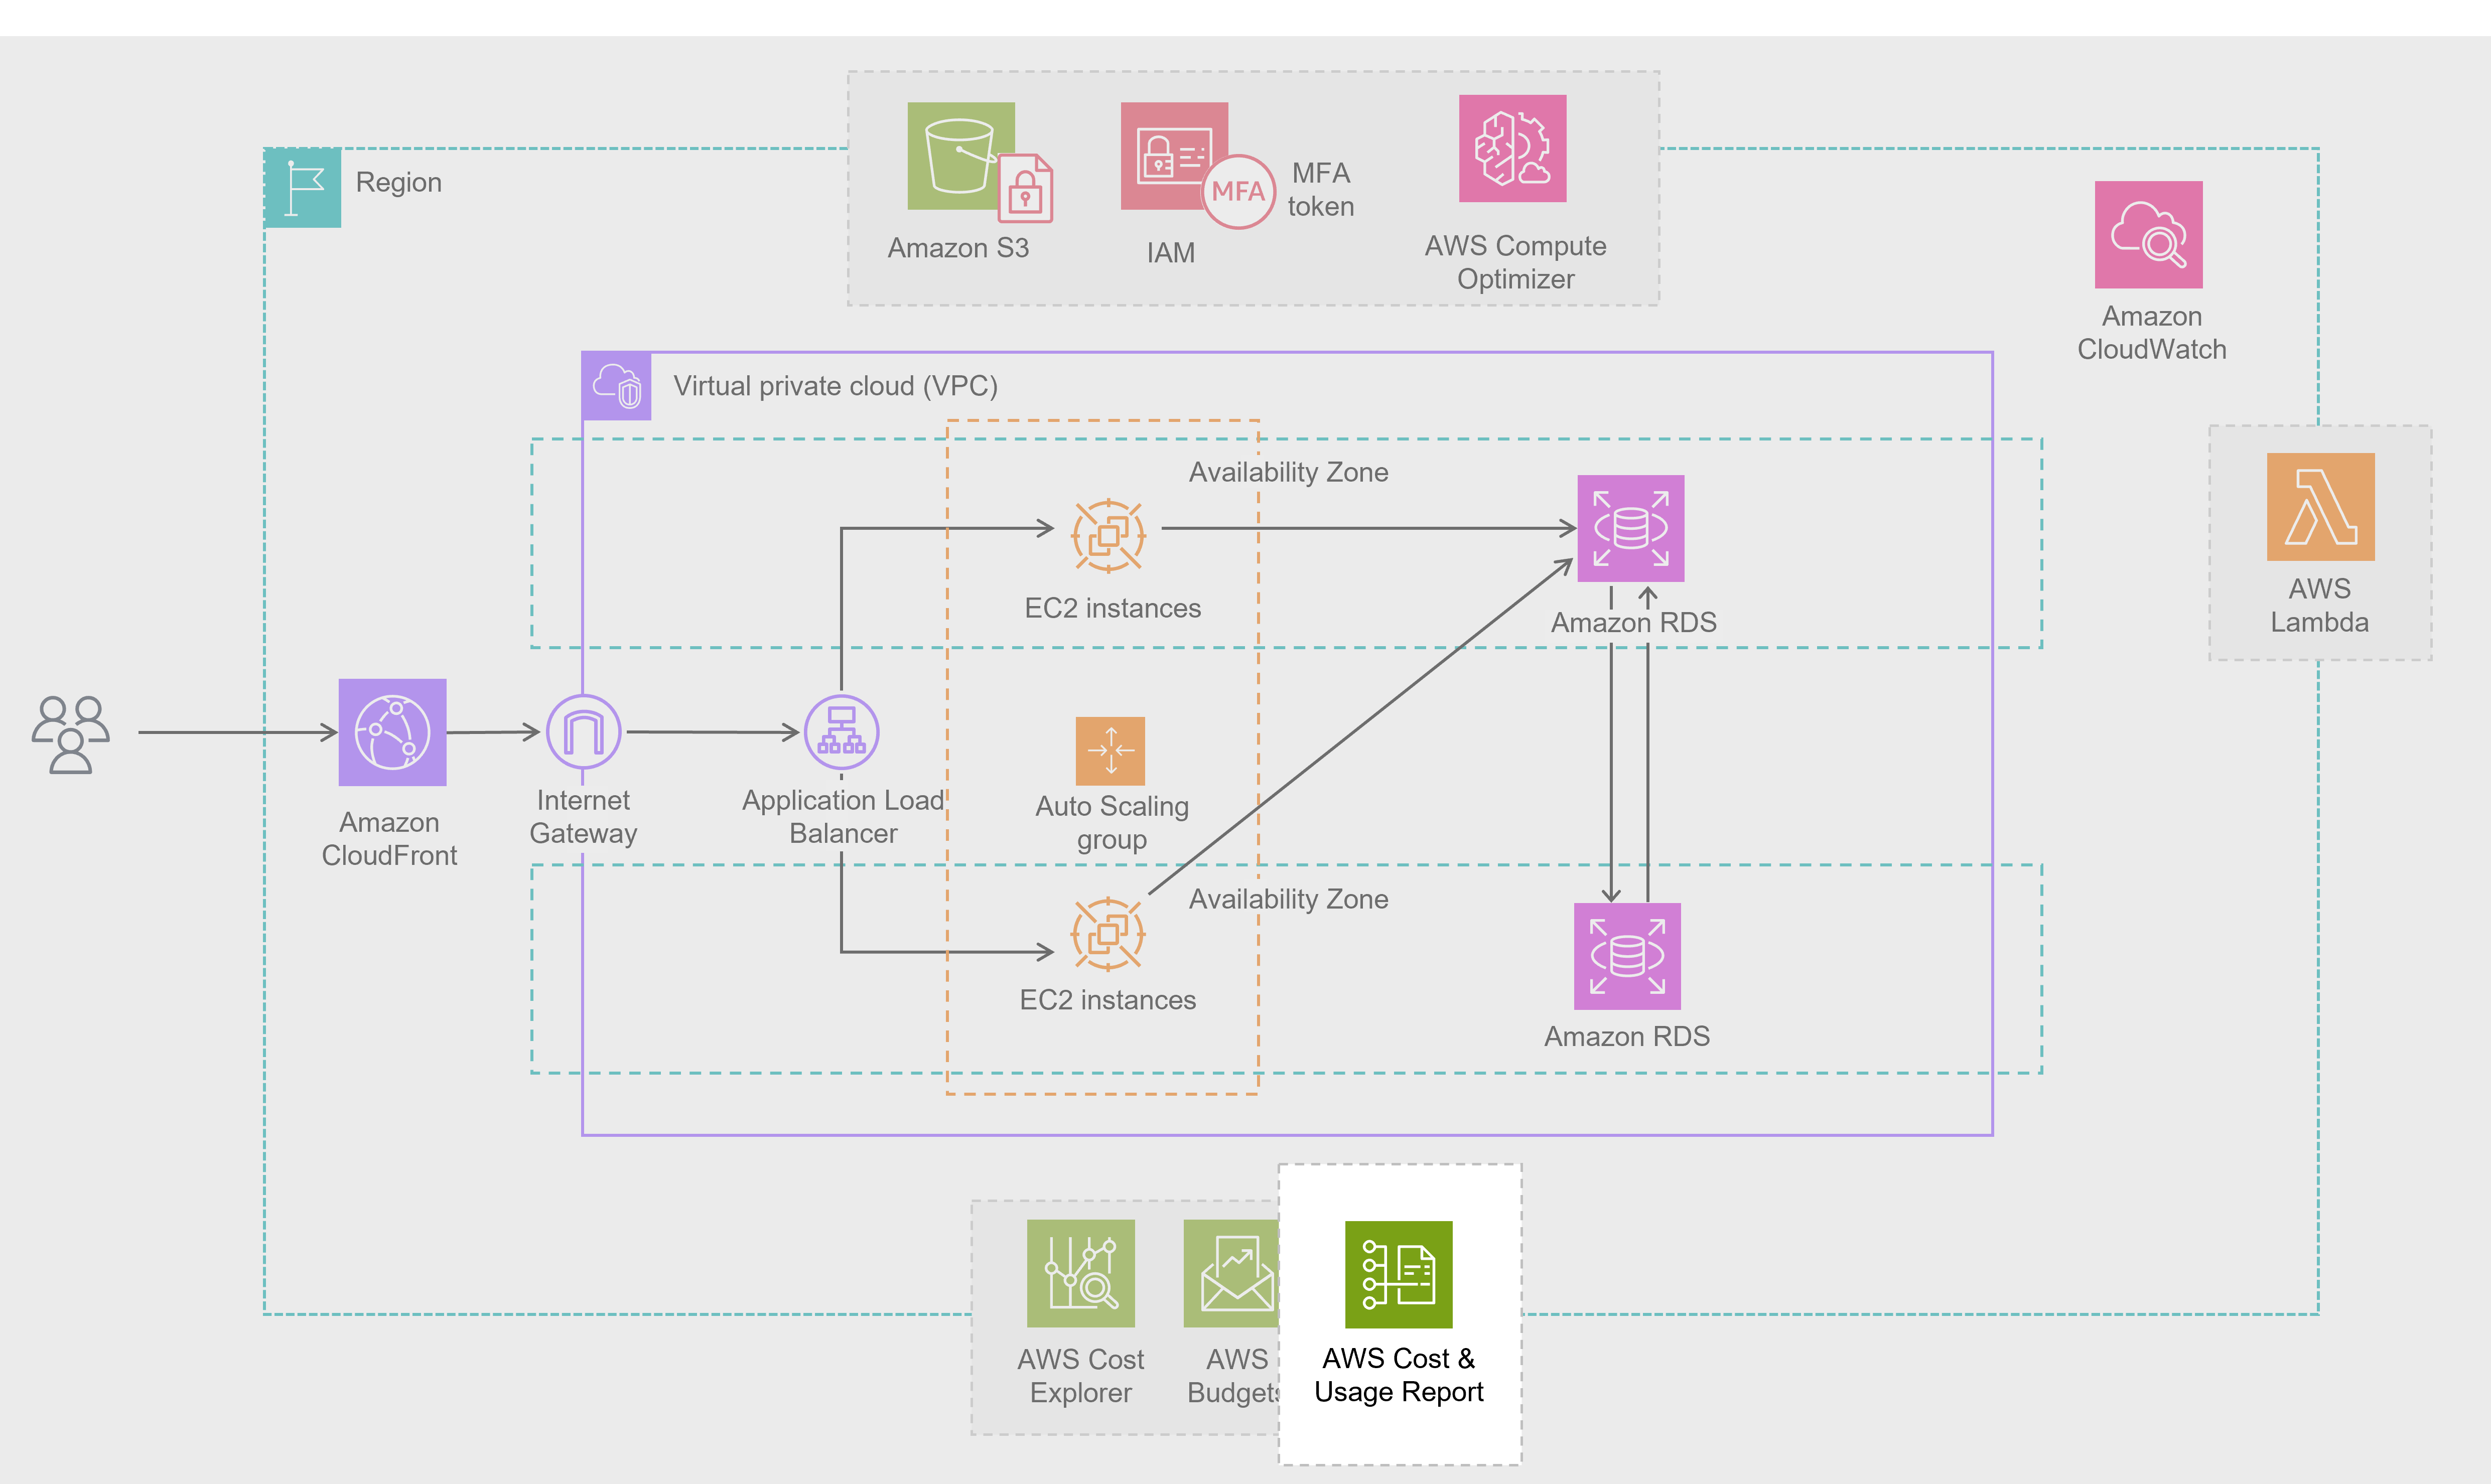 Region
Amazon S3
MFA
IAM
MFA
token
AWS Compute
Optimizer
Amazon
CloudWatch
Virtual private cloud (VPC)
Availability Zone
EC2 instances
Amazon RDS
AWS
Lambda
Amazon
CloudFront
Internet
Gateway
Application Load
Balancer
Auto Scaling
group
Availability Zone
EC2 instances
Amazon RDS
AWS Cost
Explorer
AWS
Budgets
AWS Cost &
Usage Report